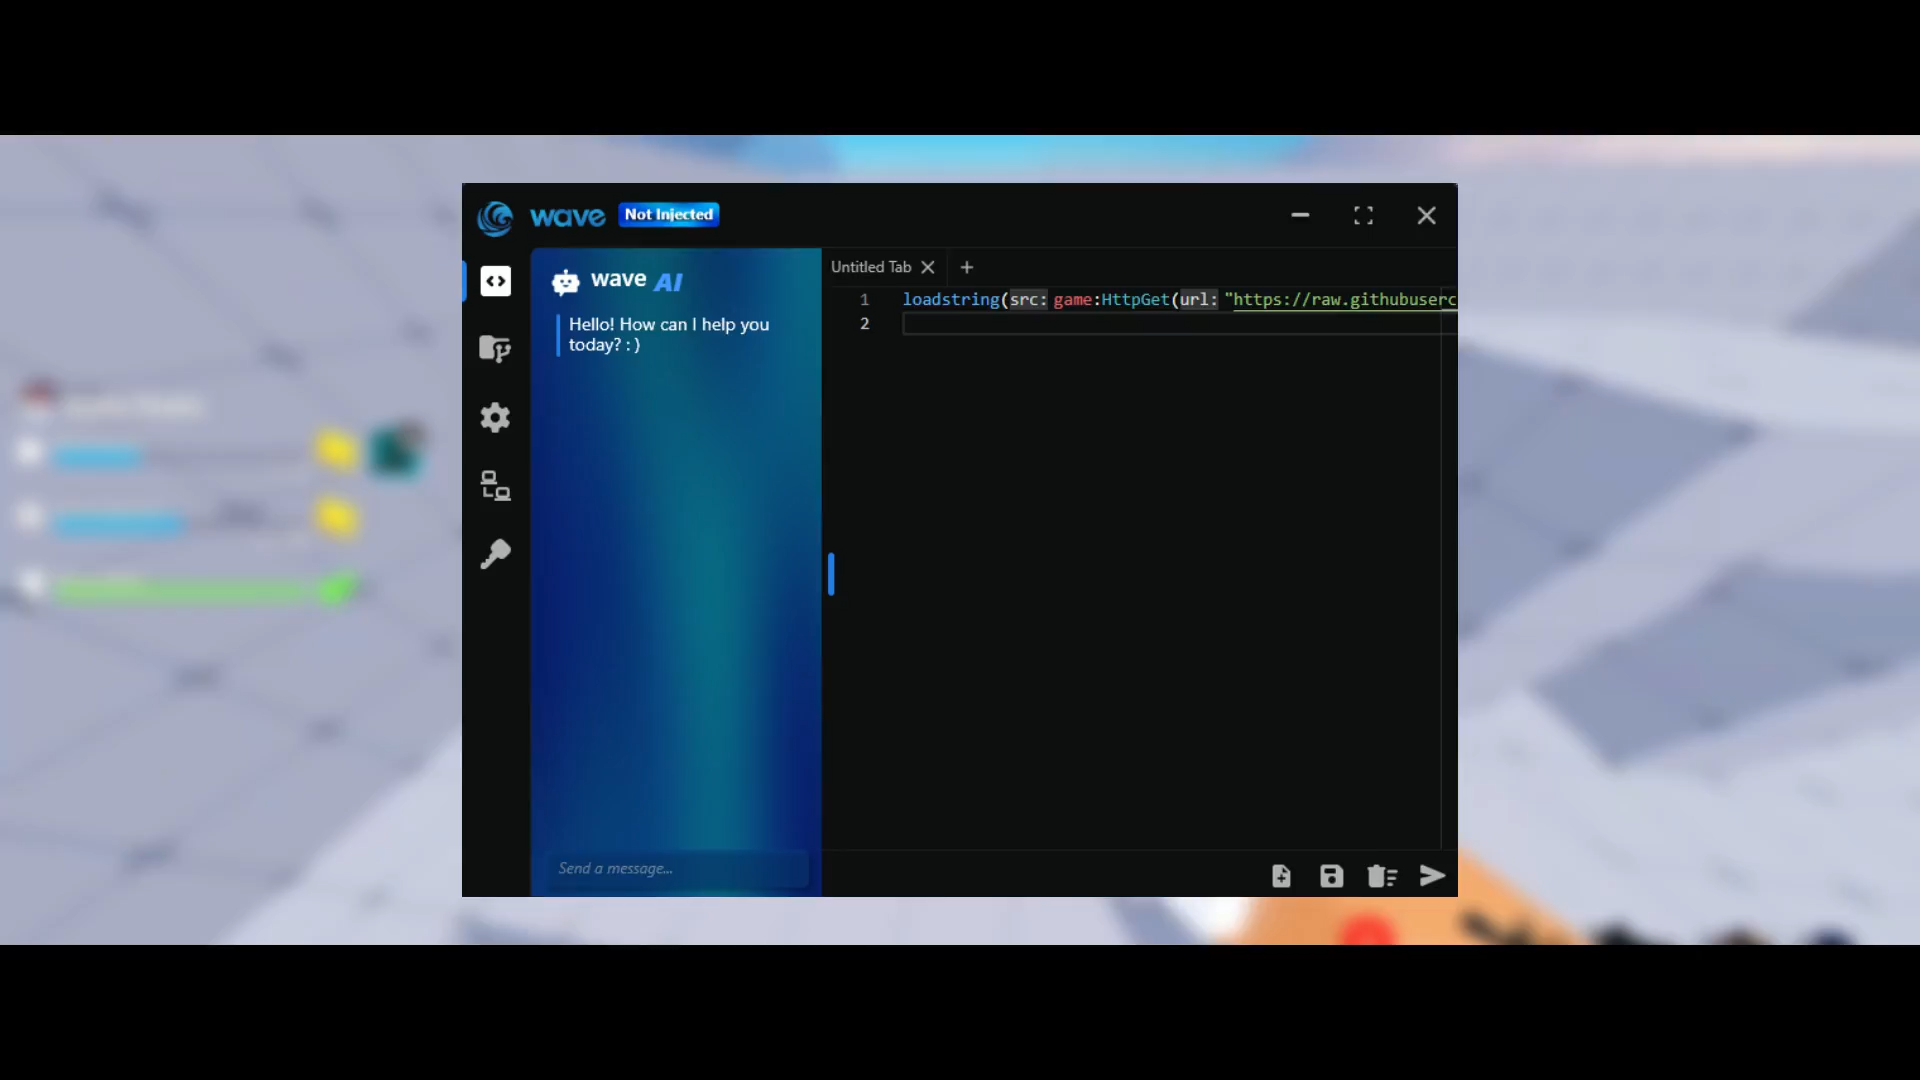 wave Not Injected
wave AI
Hello! How can I help you
today? : )
Send a message...
Untitled Tab
1 loadstring(src: game:HttpGet(url: "https://raw.githubuserc
2